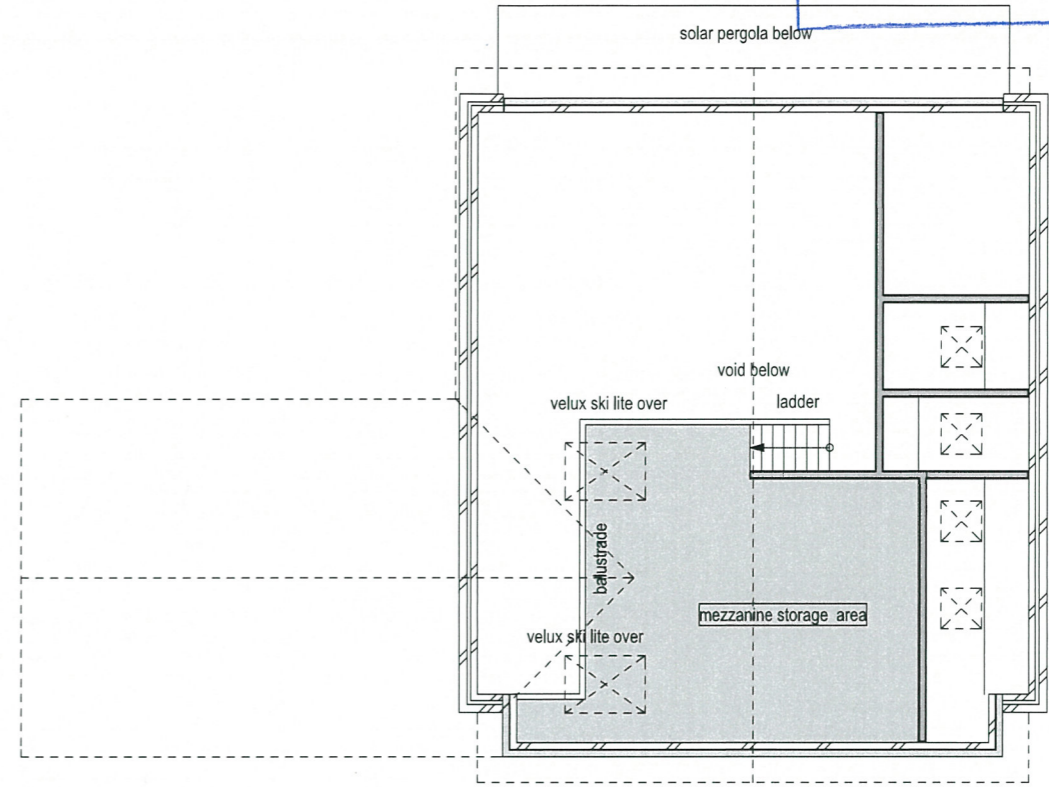 solar pergola below
void below
velux ski lite over
ladder
balustrade
mezzanine storage area
velux ski lite over